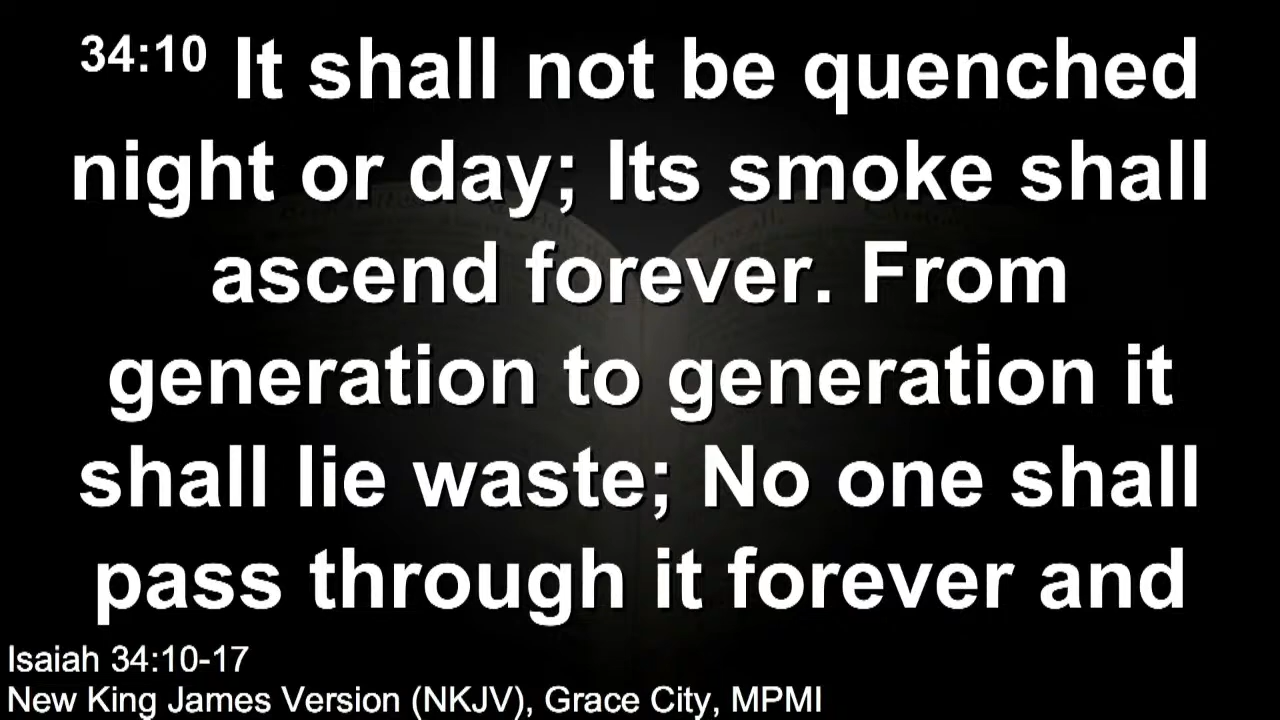 34:10 It shall not be quenched
night or day; Its smoke shall
ascend forever. From
generation to generation it
shall lie waste; No one shall
pass through it forever and
Isaiah 34:10-17
New King James Version (NKJV), Grace City, MPMI